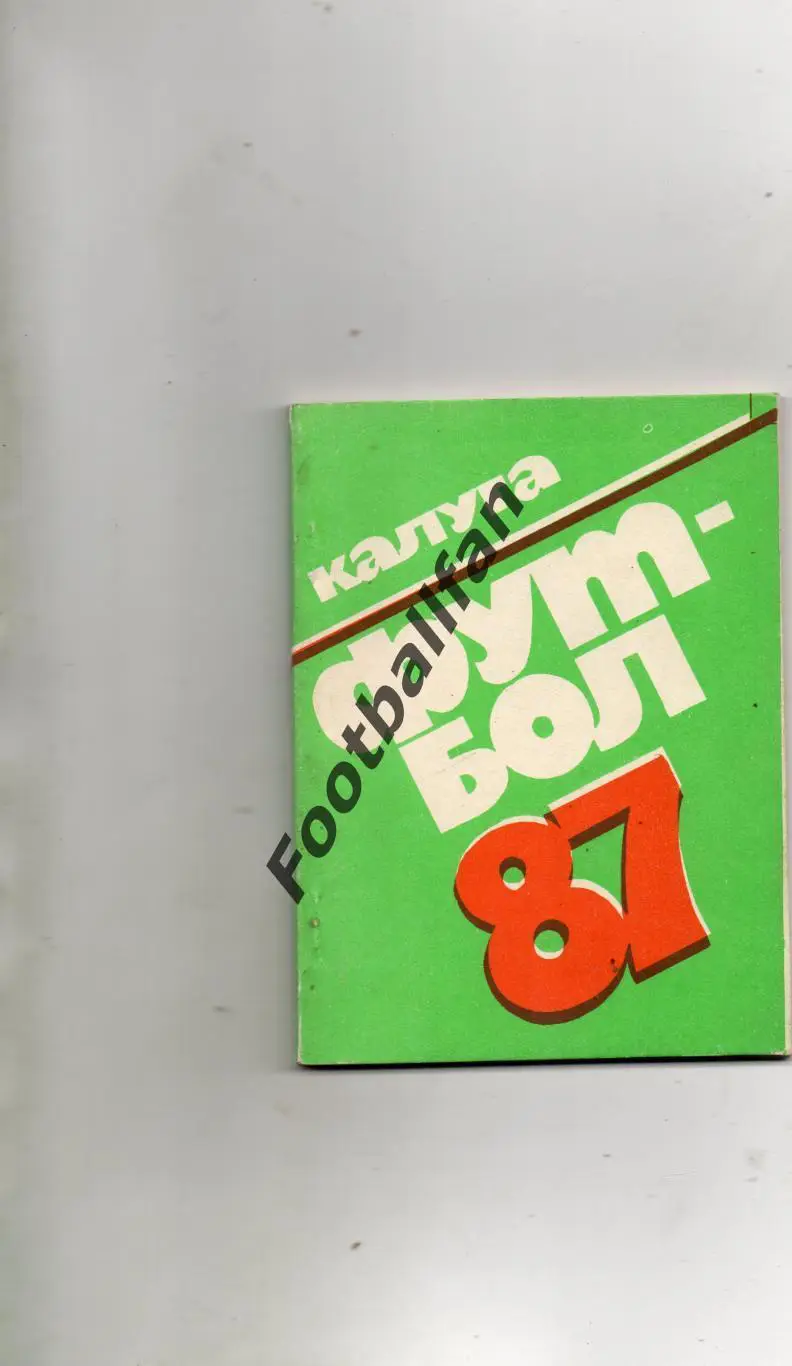 калуга
фут-
бол
87
Footballfan